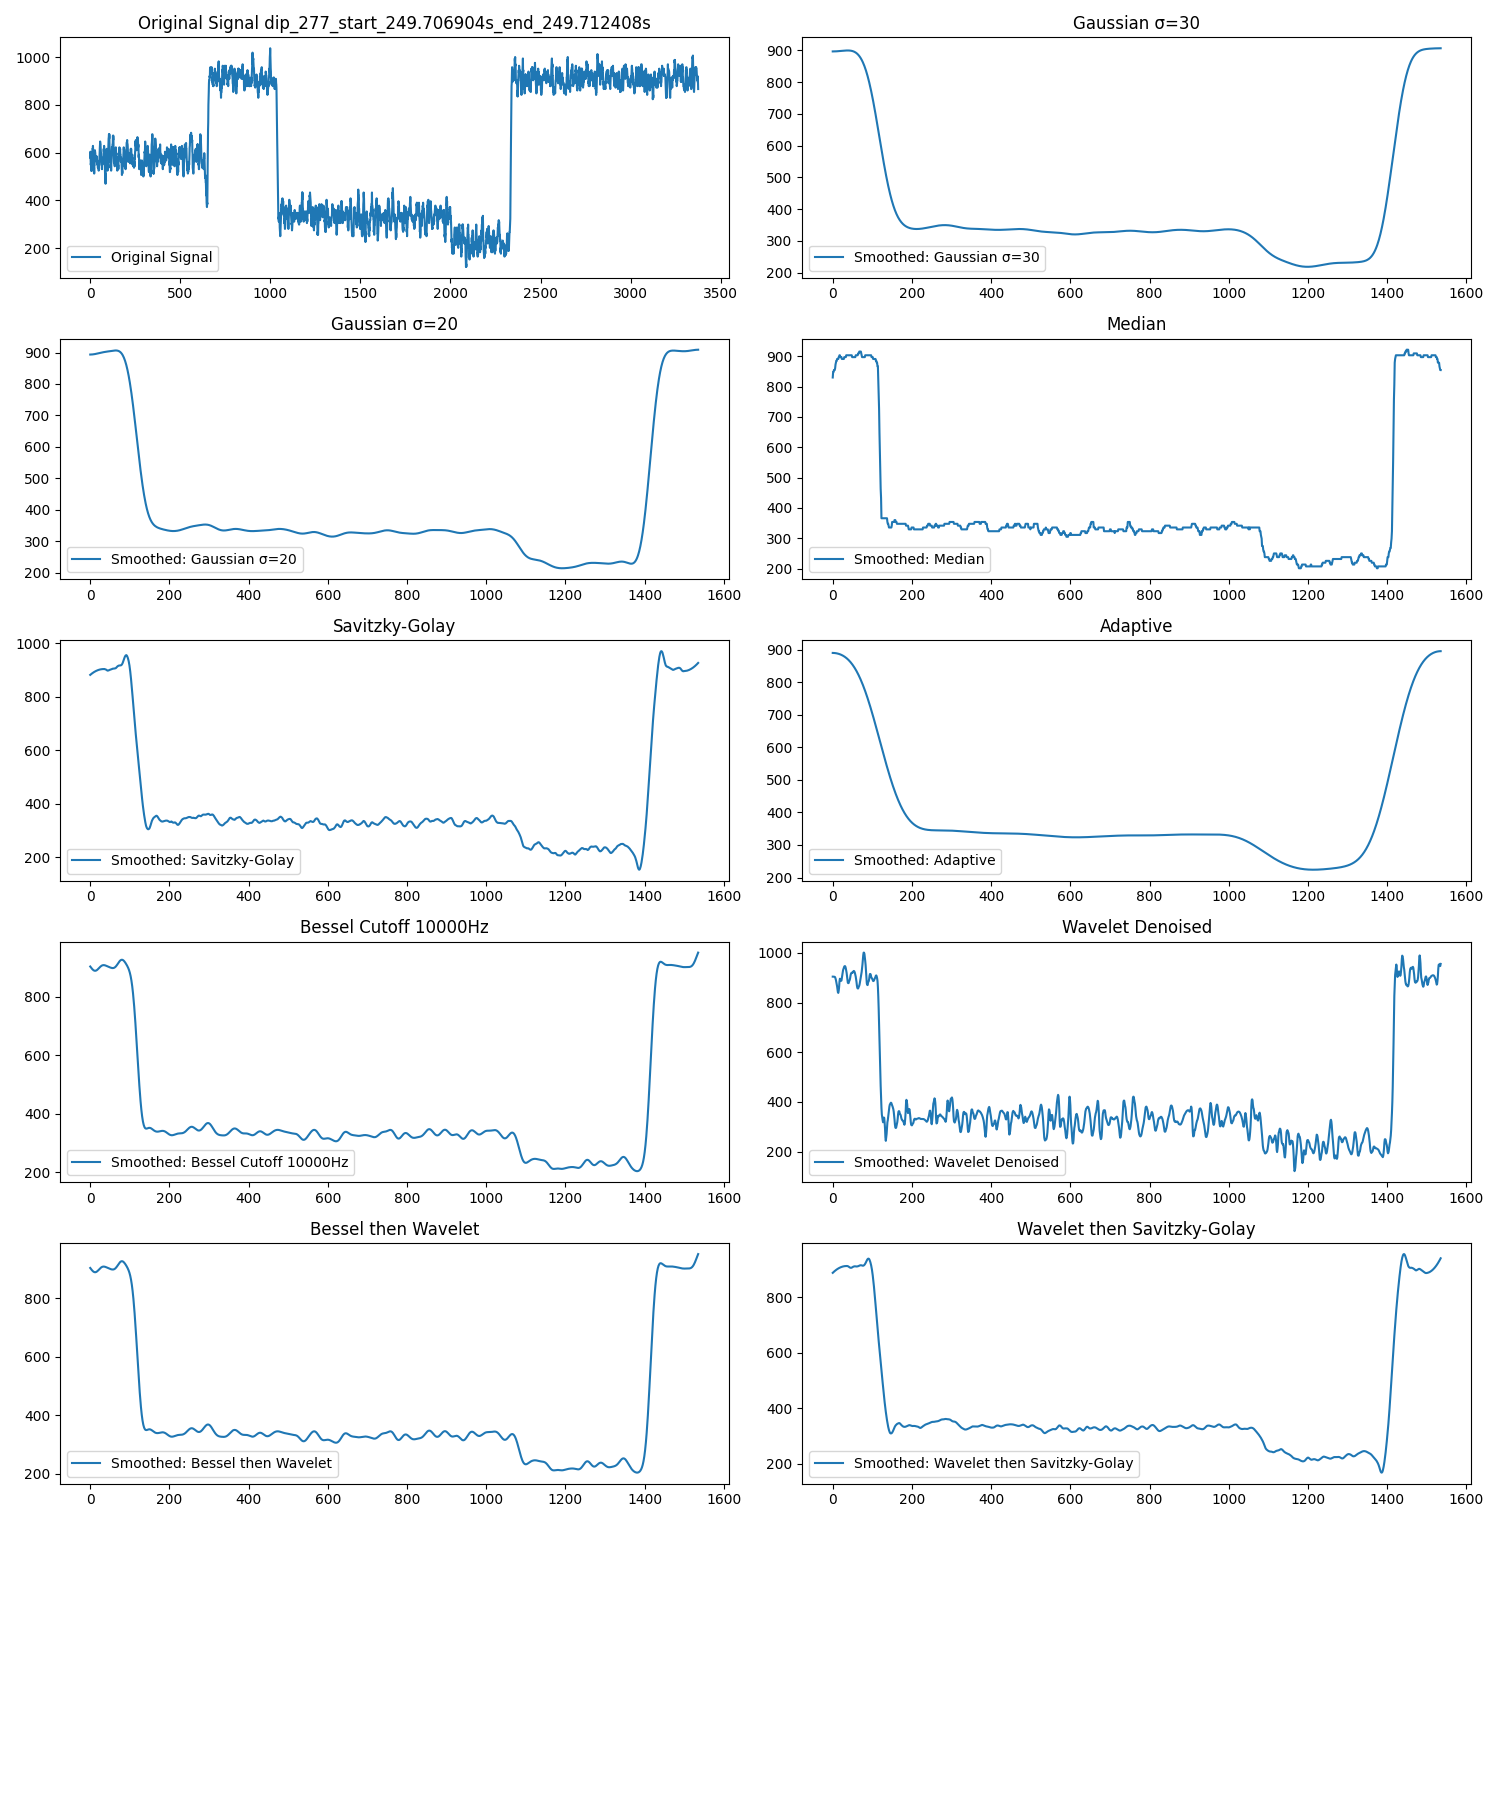 Original Signal dip_277_start_249.706904s_end_249.712408s
1000
800
600
400
200
Original Signal
0 500 1000 1500 2000 2500 3000 3500
Gaussian σ=30
900
800
700
600
500
400
300
200
Smoothed: Gaussian σ=30
0 200 400 600 800 1000 1200 1400 1600
Gaussian σ=20
900
800
700
600
500
400
300
200
Smoothed: Gaussian σ=20
0 200 400 600 800 1000 1200 1400 1600
Median
900
800
700
600
500
400
300
200
Smoothed: Median
0 200 400 600 800 1000 1200 1400 1600
Savitzky-Golay
1000
800
600
400
200
Smoothed: Savitzky-Golay
0 200 400 600 800 1000 1200 1400 1600
Adaptive
900
800
700
600
500
400
300
200
Smoothed: Adaptive
0 200 400 600 800 1000 1200 1400 1600
Bessel Cutoff 10000Hz
800
600
400
200
Smoothed: Bessel Cutoff 10000Hz
0 200 400 600 800 1000 1200 1400 1600
Wavelet Denoised
1000
800
600
400
200
Smoothed: Wavelet Denoised
0 200 400 600 800 1000 1200 1400 1600
Bessel then Wavelet
800
600
400
200
Smoothed: Bessel then Wavelet
0 200 400 600 800 1000 1200 1400 1600
Wavelet then Savitzky-Golay
800
600
400
200
Smoothed: Wavelet then Savitzky-Golay
0 200 400 600 800 1000 1200 1400 1600